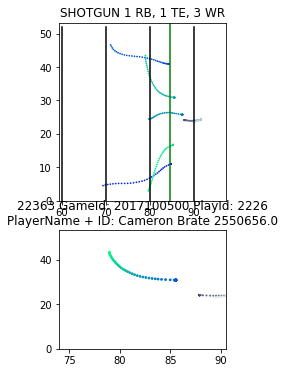 SHOTGUN 1 RB, 1 TE, 3 WR
50
40
30
20
10
0
60 70 80 90
22363 GameId: 2017100500 PlayId: 2226
PlayerName + ID: Cameron Brate 2550656.0
40
20
0
75 80 85 90